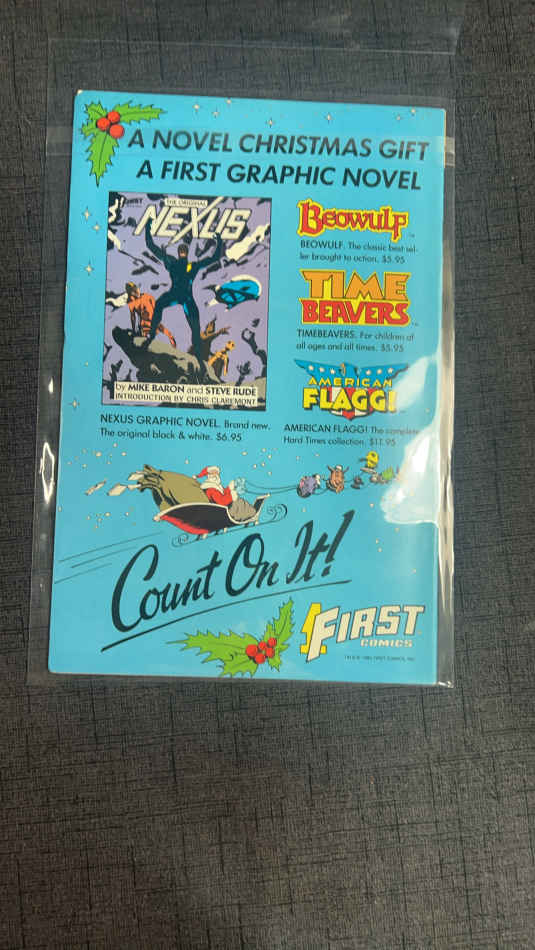 A NOVEL CHRISTMAS GIFT
A FIRST GRAPHIC NOVEL
FIRST
THE ORIGINAL
NEXUS
by MIKE BARON and STEVE RUDE
INTRODUCTION BY CHRIS CLAREMONT
NEXUS GRAPHIC NOVEL. Brand new.
The original black & white. $6.95
Beowulf
BEOWULF. The classic best sel-
ler brought to action. $5.95
TIME
BEAVERS
TIMEBEAVERS. For children of
all ages and all times. $5.95
AMERICAN
FLAGG!
AMERICAN FLAGG! The complete
Hard Times collection. $11.95
Count On It!
1FIRST
COMICS